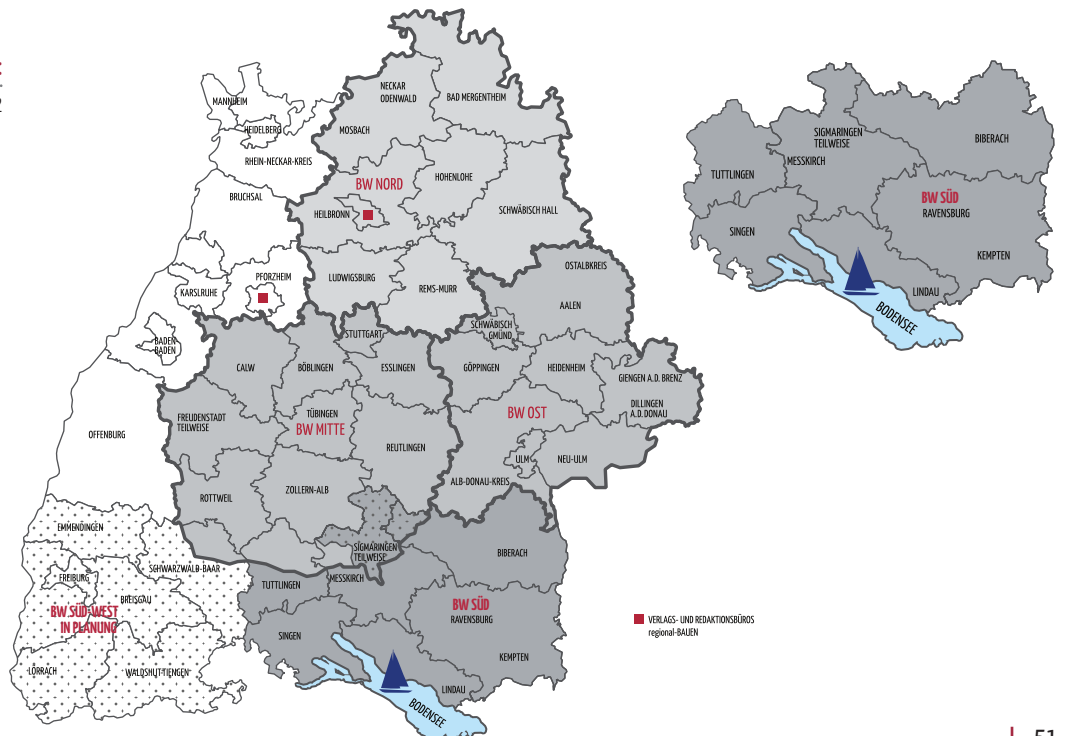 NECKAR
ODENWALD
BAD MERGENTHEIM
MANNHEIM
HEIDELBERG
MOSBACH
RHEIN-NECKAR-KREIS
BW NORD
HOHENLOHE
BRUCHSAL
HEILBRONN
SCHWÄBISCH HALL
PFORZHEIM
LUDWIGSBURG
REMS-MURR
OSTALBKREIS
KARLSRUHE
AALEN
STUTTGART
SCHWÄBISCH
GMÜND
BADEN
BADEN
CALW
BÖBLINGEN
ESSLINGEN
GÖPPINGEN
HEIDENHEIM
GIENGEN A.D. BRENZ
DILLINGEN
A.D.DONAU
FREUDENSTADT
TEILWEISE
TÜBINGEN
BW MITTE
BW OST
OFFENBURG
REUTLINGEN
ULM
NEU-ULM
ALB-DONAU-KREIS
ROTTWEIL
ZOLLERN-ALB
EMMENDINGEN
SIGMARINGEN
TEILWEISE
BIBERACH
FREIBURG
SCHWARZWALD-BAAR
TUTTLINGEN
MESSKIRCH
BREISGAU
BW SÜD-WEST
IN PLANUNG
BW SÜD
RAVENSBURG
SINGEN
KEMPTEN
LÖRRACH
WALDSHUT-TIENGEN
LINDAU
BODENSEE
SIGMARINGEN
TEILWEISE
BIBERACH
MESSKIRCH
TUTTLINGEN
BW SÜD
RAVENSBURG
SINGEN
KEMPTEN
LINDAU
BODENSEE
VERLAGS- UND REDAKTIONSBÜROS
regional-BAUEN